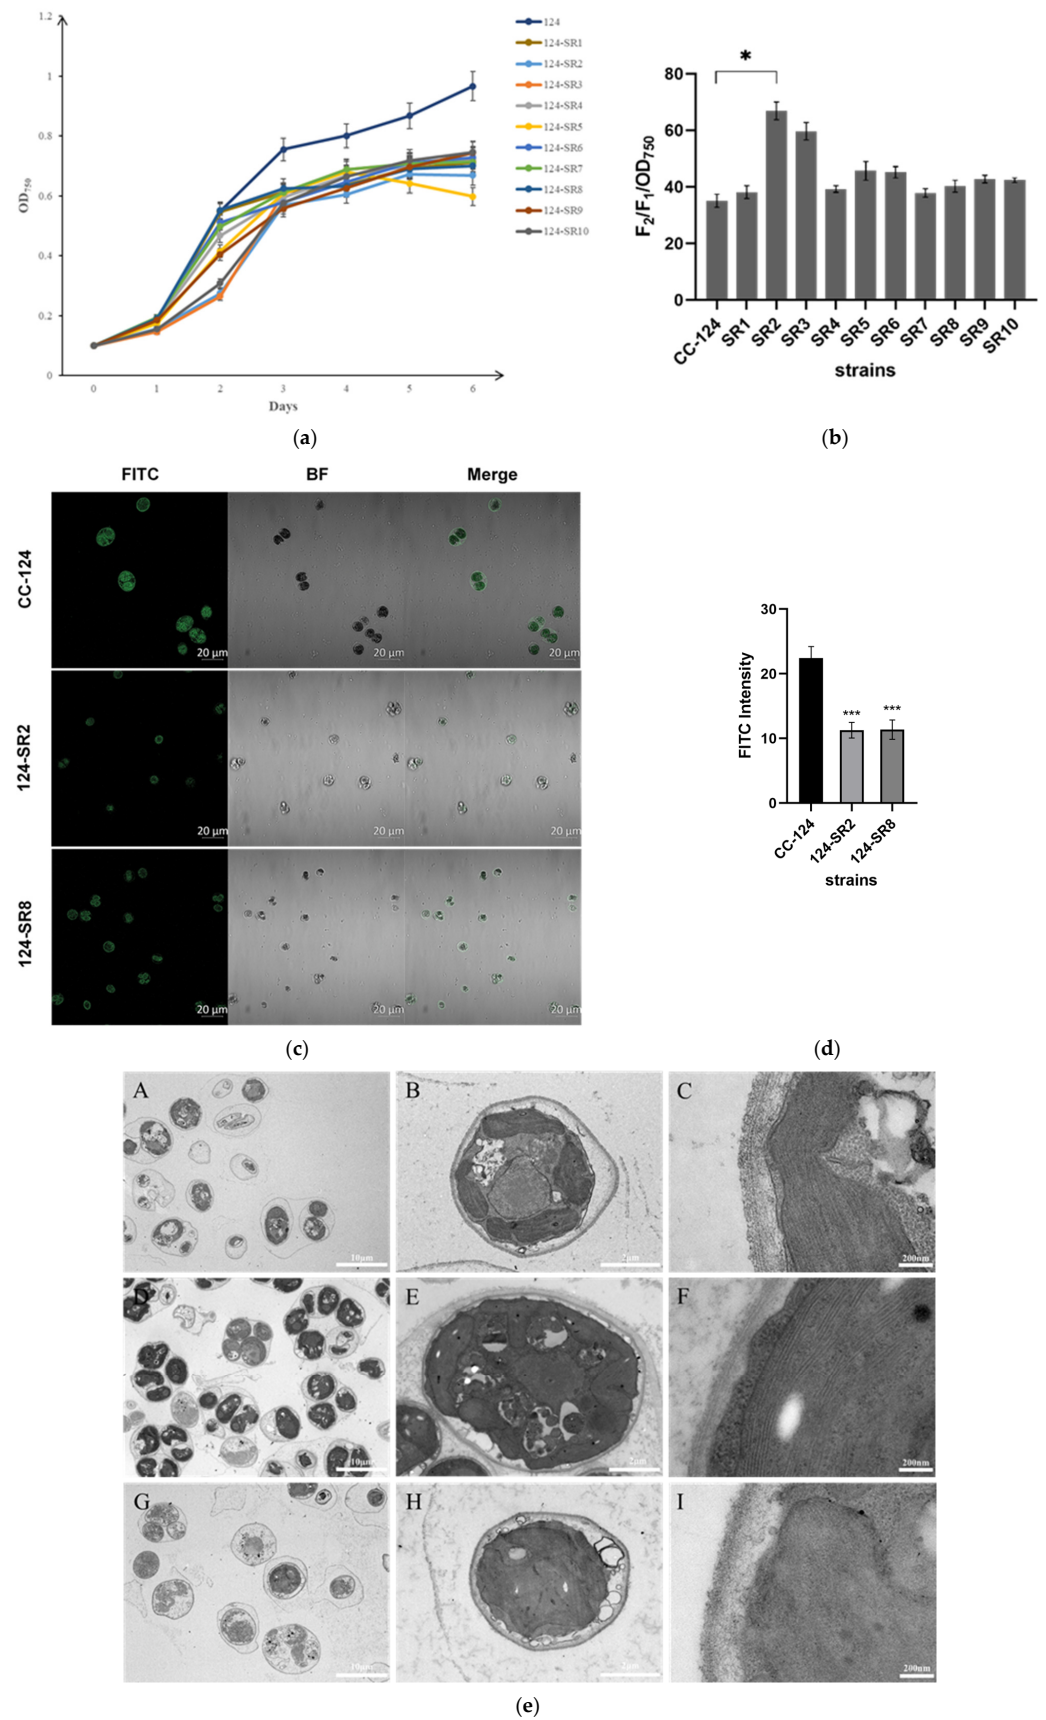 1.2
1
0.8
0.6
0.4
0.2
0
OD750
0 1 2 3 4 5 6
Days
124
124-SR1
124-SR2
124-SR3
124-SR4
124-SR5
124-SR6
124-SR7
124-SR8
124-SR9
124-SR10
(a)
*
80
60
40
20
0
F2/F1/OD750
CC-124 SR1 SR2 SR3 SR4 SR5 SR6 SR7 SR8 SR9 SR10
strains
(b)
FITC BF Merge
CC-124
20 μm 20 μm 20 μm
124-SR2
20 μm 20 μm 20 μm
124-SR8
20 μm 20 μm 20 μm
(c)
30
20
10
0
FITC Intensity
*** ***
CC-124 124-SR2 124-SR8
strains
(d)
A B C
10μm 2μm 200nm
D E F
10μm 2μm 200nm
G H I
10μm 2μm 200nm
(e)